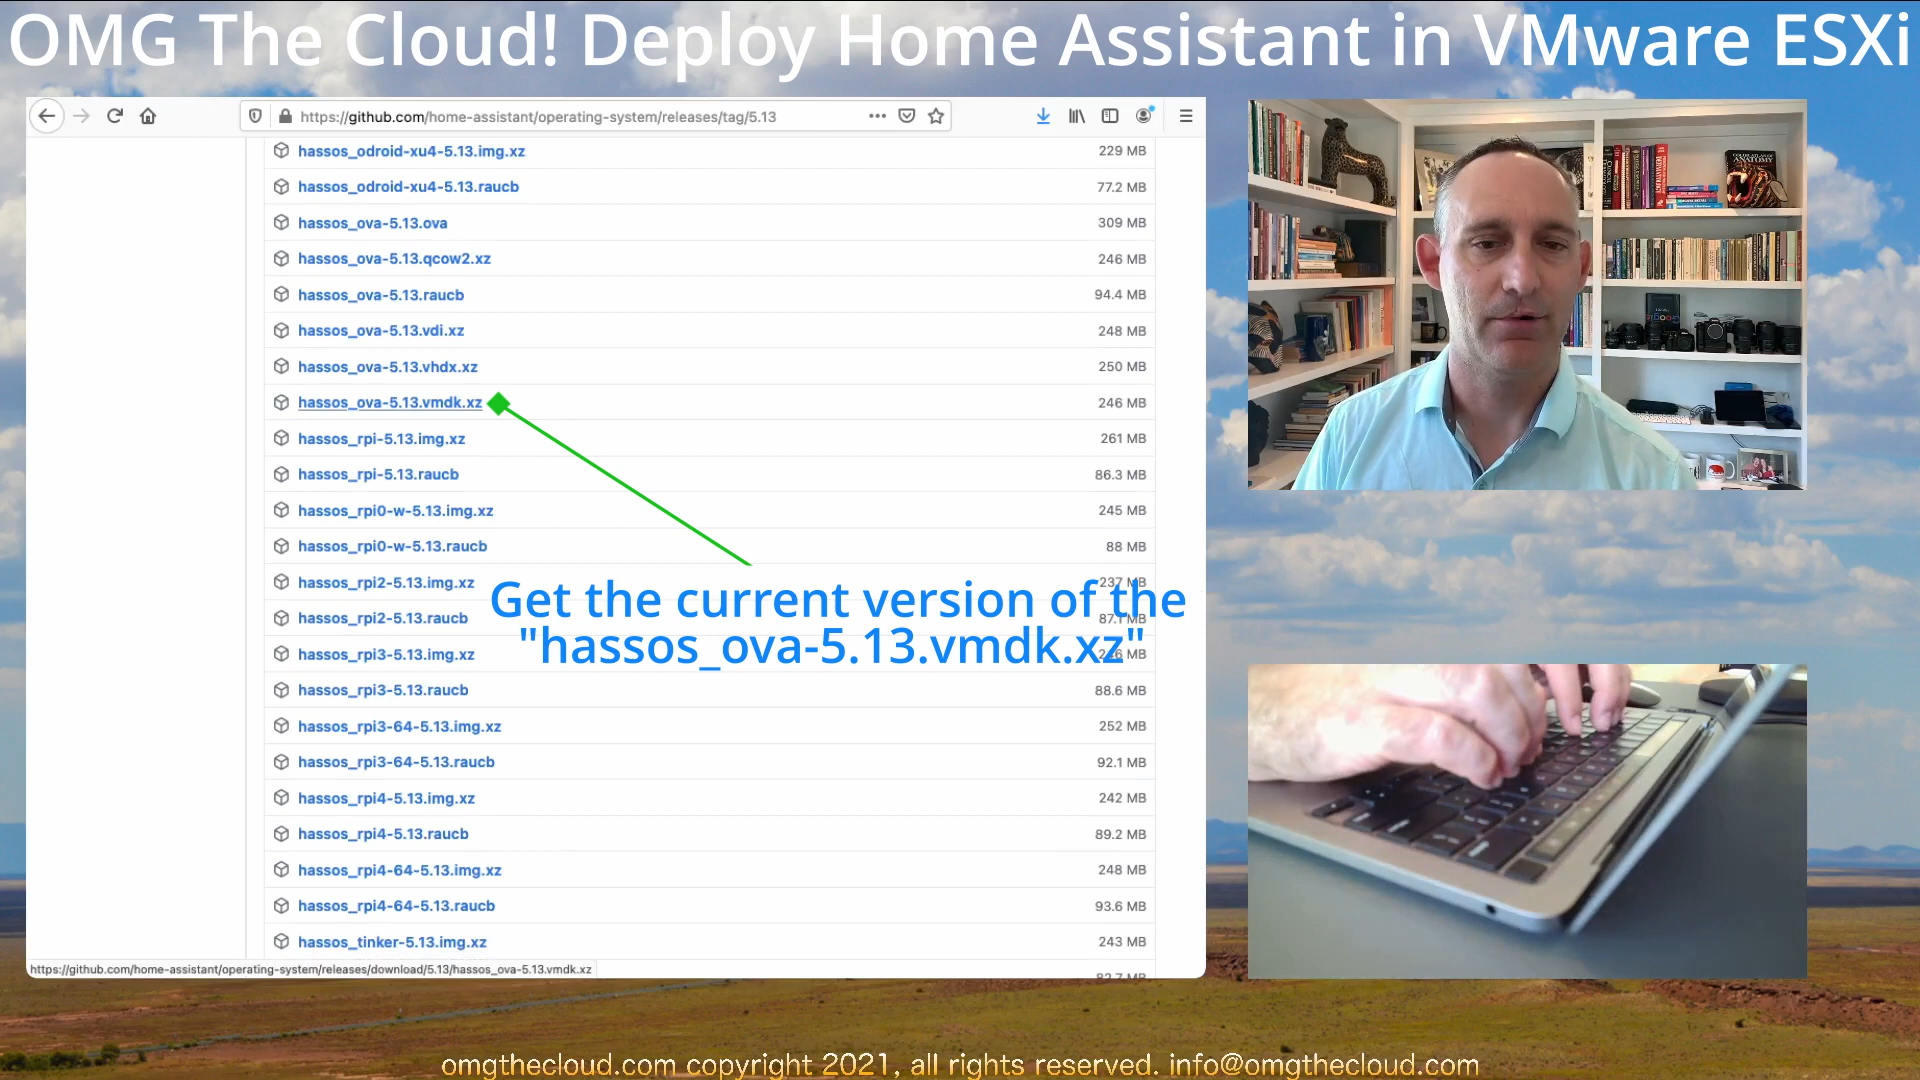 OMG The Cloud! Deploy Home Assistant in VMware ESXi
https://github.com/home-assistant/operating-system/releases/tag/5.13
hassos_odroid-xu4-5.13.img.xz 229 MB
hassos_odroid-xu4-5.13.raucb 77.2 MB
hassos_ova-5.13.ova 309 MB
hassos_ova-5.13.qcow2.xz 246 MB
hassos_ova-5.13.raucb 94.4 MB
hassos_ova-5.13.vdi.xz 248 MB
hassos_ova-5.13.vhdx.xz 250 MB
hassos_ova-5.13.vmdk.xz 246 MB
hassos_rpi-5.13.img.xz 261 MB
hassos_rpi-5.13.raucb 86.3 MB
hassos_rpi0-w-5.13.img.xz 245 MB
hassos_rpi0-w-5.13.raucb 88 MB
hassos_rpi2-5.13.img.xz 237 MB
Get the current version of the
hassos_rpi2-5.13.raucb MB
"hassos_ova-5.13.vmdk.xz"
hassos_rpi3-5.13.img.xz MB
hassos_rpi3-5.13.raucb 88.6 MB
hassos_rpi3-64-5.13.img.xz 252 MB
hassos_rpi3-64-5.13.raucb 92.1 MB
hassos_rpi4-5.13.img.xz 242 MB
hassos_rpi4-5.13.raucb 89.2 MB
hassos_rpi4-64-5.13.img.xz 248 MB
hassos_rpi4-64-5.13.raucb 93.6 MB
hassos_tinker-5.13.img.xz 243 MB
https://github.com/home-assistant/operating-system/releases/download/5.13/hassos_ova-5.13.vmdk.xz
omgthecloud.com copyright 2021, all rights reserved. info@omgthecloud.com